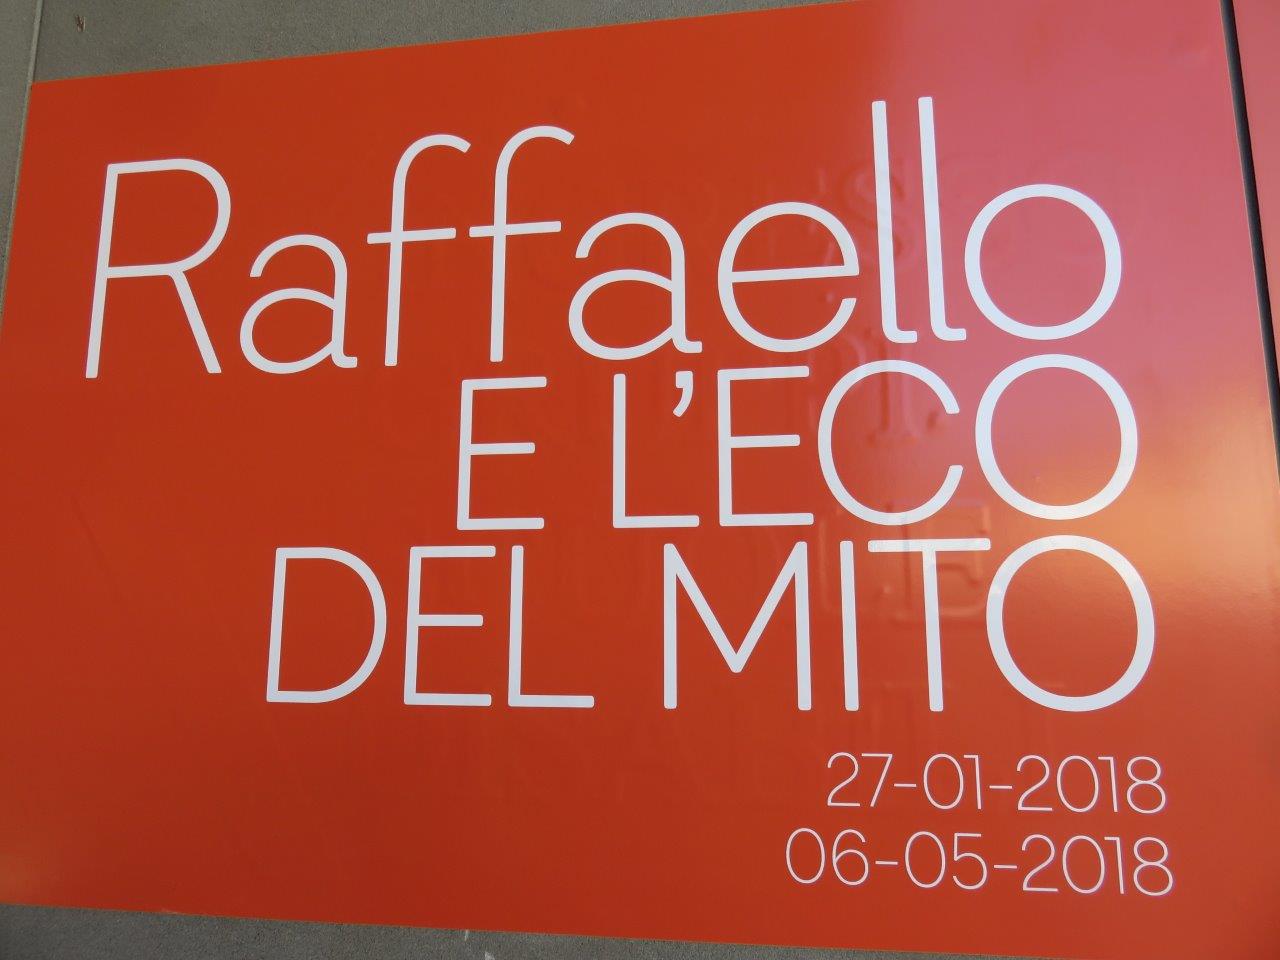 Raffaello
E L'ECO
DEL MITO
27-01-2018
06-05-2018